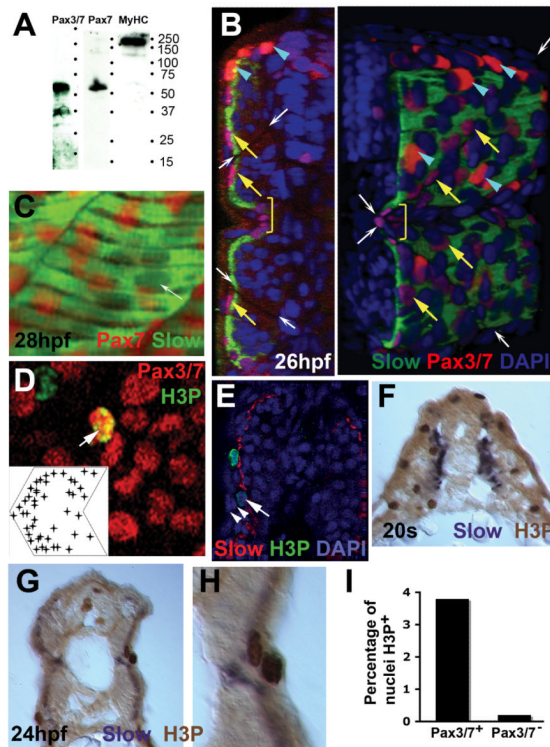 A
Pax3/7 Pax7 MyHC
250
150
100
75
50
37
25
15
B
26hpf
Slow Pax3/7 DAPI
C
28hpf Pax7 Slow
D
Pax3/7
H3P
E
Slow H3P DAPI
F
20s Slow H3P
G
24hpf Slow H3P
H
I
Percentage of
nuclei H3P+
4
3
2
1
0
Pax3/7+ Pax3/7-